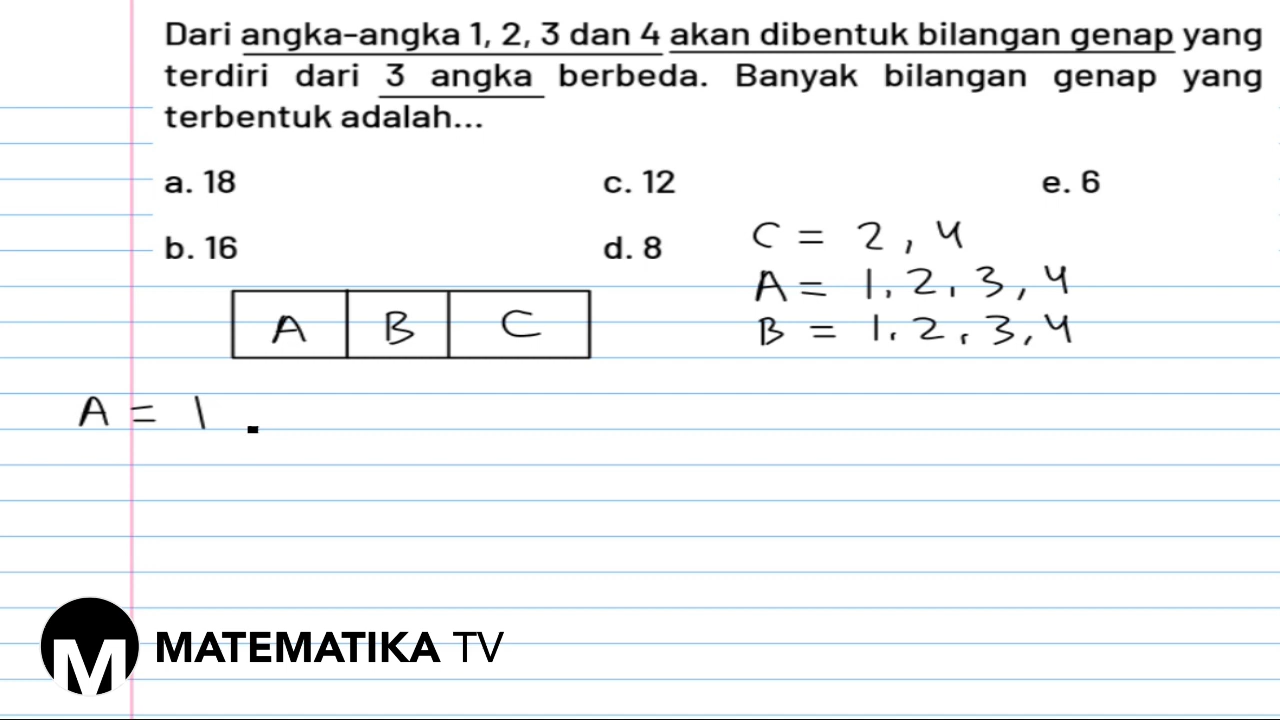 Dari angka-angka 1, 2, 3 dan 4 akan dibentuk bilangan genap yang
terdiri dari 3 angka berbeda. Banyak bilangan genap yang
terbentuk adalah...
a. 18
c. 12
e. 6
b. 16
d. 8
C = 2, 4
A = 1, 2, 3, 4
B = 1, 2, 3, 4
A B C
A = 1
M MATEMATIKA TV